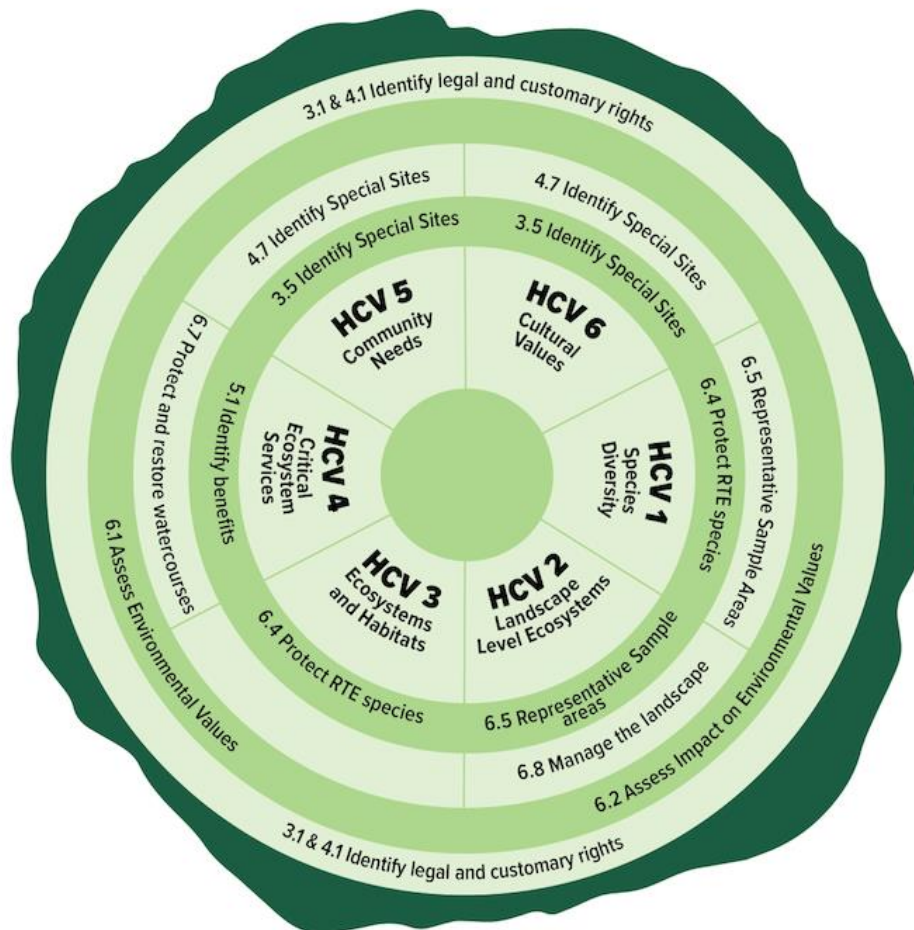 3.1 & 4.1 Identify legal and customary rights
4.7 Identify Special Sites
4.7 Identify Special Sites
3.5 Identify Special Sites
3.5 Identify Special Sites
HCV 5
Community
Needs
HCV 6
Cultural
Values
6.7 Protect and restore watercourses
5.1 Identify benefits
HCV 4
Critical
Ecosystem
Services
HCV 1
Species
Diversity
6.4 Protect RTE species
6.5 Representative Sample Areas
HCV 3
Ecosystems
and Habitats
HCV 2
Landscape
Level Ecosystems
6.4 Protect RTE species
6.5 Representative Sample
areas
6.8 Manage the landscape
6.1 Assess Environmental Values
6.2 Assess Impact on Environmental Values
3.1 & 4.1 Identify legal and customary rights